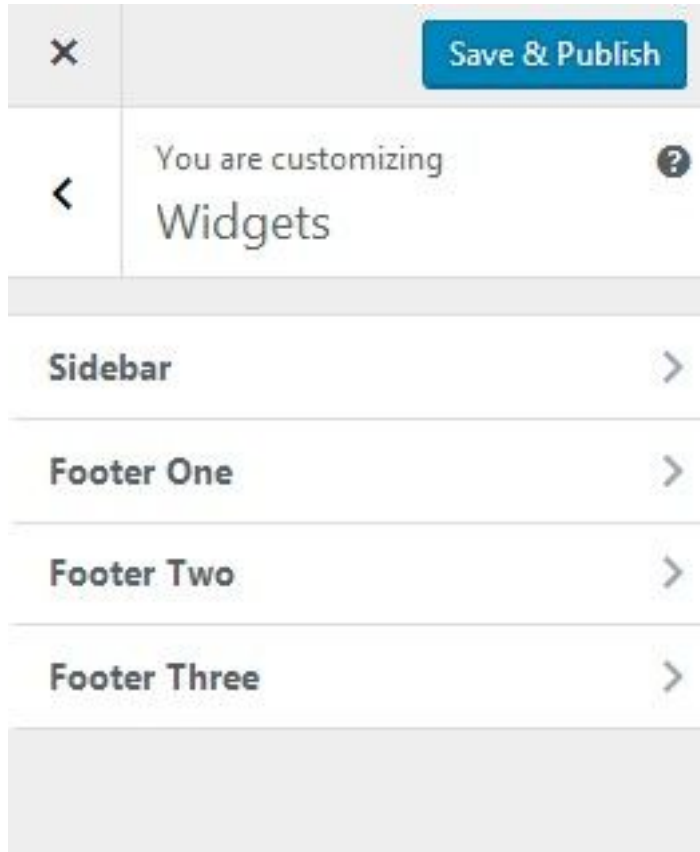 Save & Publish
You are customizing
Widgets
Sidebar
Footer One
Footer Two
Footer Three